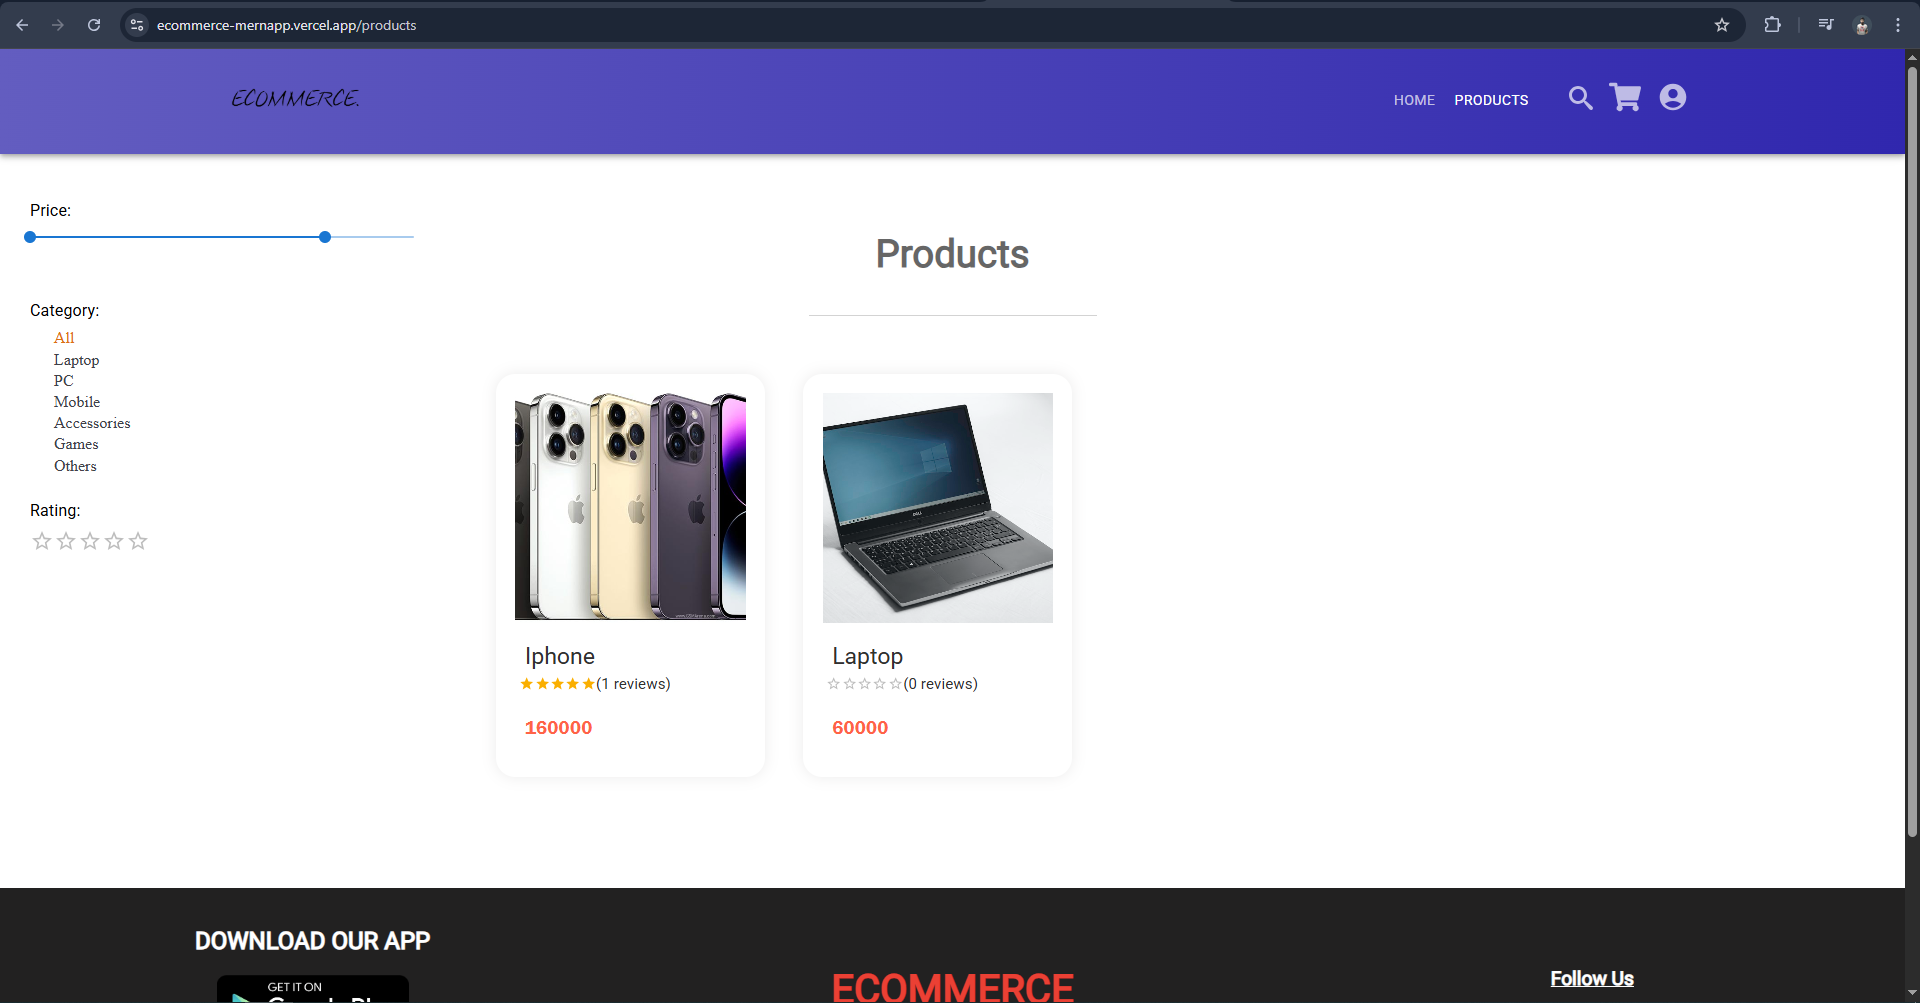 ecommerce-mernapp.vercel.app/products
ECOMMERCE.
HOME PRODUCTS
Price:
Products
Category:
All
Laptop
PC
Mobile
Accessories
Games
Others
Rating:
Iphone
(1 reviews)
160000
DELL
Laptop
(0 reviews)
60000
DOWNLOAD OUR APP
GET IT ON
ECOMMERCE
Follow Us